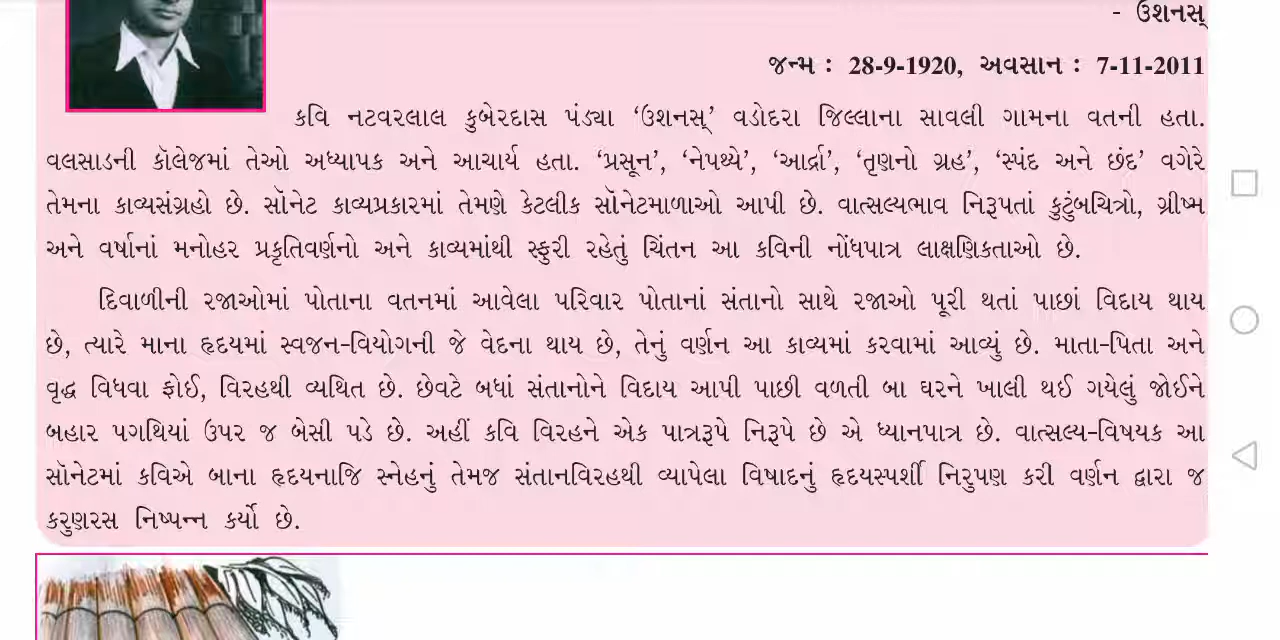 - ઉશનસ્
જન્મ : 28-9-1920, અવસાન : 7-11-2011
કવિ નટવરલાલ કુબેરદાસ પંડ્યા ‘ઉશનસ્’ વડોદરા જિલ્લાના સાવલી ગામના વતની હતા.
વલસાડની કૉલેજમાં તેઓ અધ્યાપક અને આચાર્ય હતા. ‘પ્રસૂન’, ‘નેપથ્યે’, ‘આર્દ્રા’, ‘તૃણનો ગ્રહ’, ‘સ્પંદ અને છંદ’ વગેરે
તેમના કાવ્યસંગ્રહો છે. સૉનેટ કાવ્યપ્રકારમાં તેમણે કેટલીક સૉનેટમાળાઓ આપી છે. વાત્સલ્યભાવ નિરૂપતાં કુટુંબચિત્રો, ગ્રીષ્મ
અને વર્ષાનાં મનોહર પ્રકૃતિવર્ણનો અને કાવ્યમાંથી સ્ફુરી રહેતું ચિંતન આ કવિની નોંધપાત્ર લાક્ષણિકતાઓ છે.
દિવાળીની રજાઓમાં પોતાના વતનમાં આવેલા પરિવાર પોતાનાં સંતાનો સાથે રજાઓ પૂરી થતાં પાછાં વિદાય થાય
છે, ત્યારે માના હૃદયમાં સ્વજન-વિયોગની જે વેદના થાય છે, તેનું વર્ણન આ કાવ્યમાં કરવામાં આવ્યું છે. માતા-પિતા અને
વૃદ્ધ વિધવા ફોઈ, વિરહથી વ્યથિત છે. છેવટે બધાં સંતાનોને વિદાય આપી પાછી વળતી બા ઘરને ખાલી થઈ ગયેલું જોઈને
બહાર પગથિયાં ઉપર જ બેસી પડે છે. અહીં કવિ વિરહને એક પાત્રરૂપે નિરૂપે છે એ ધ્યાનપાત્ર છે. વાત્સલ્ય-વિષયક આ
સૉનેટમાં કવિએ બાના હૃદયનાજિ સ્નેહનું તેમજ સંતાનવિરહથી વ્યાપેલા વિષાદનું હૃદયસ્પર્શી નિરુપણ કરી વર્ણન દ્વારા જ
કરુણરસ નિષ્પન્ન કર્યો છે.